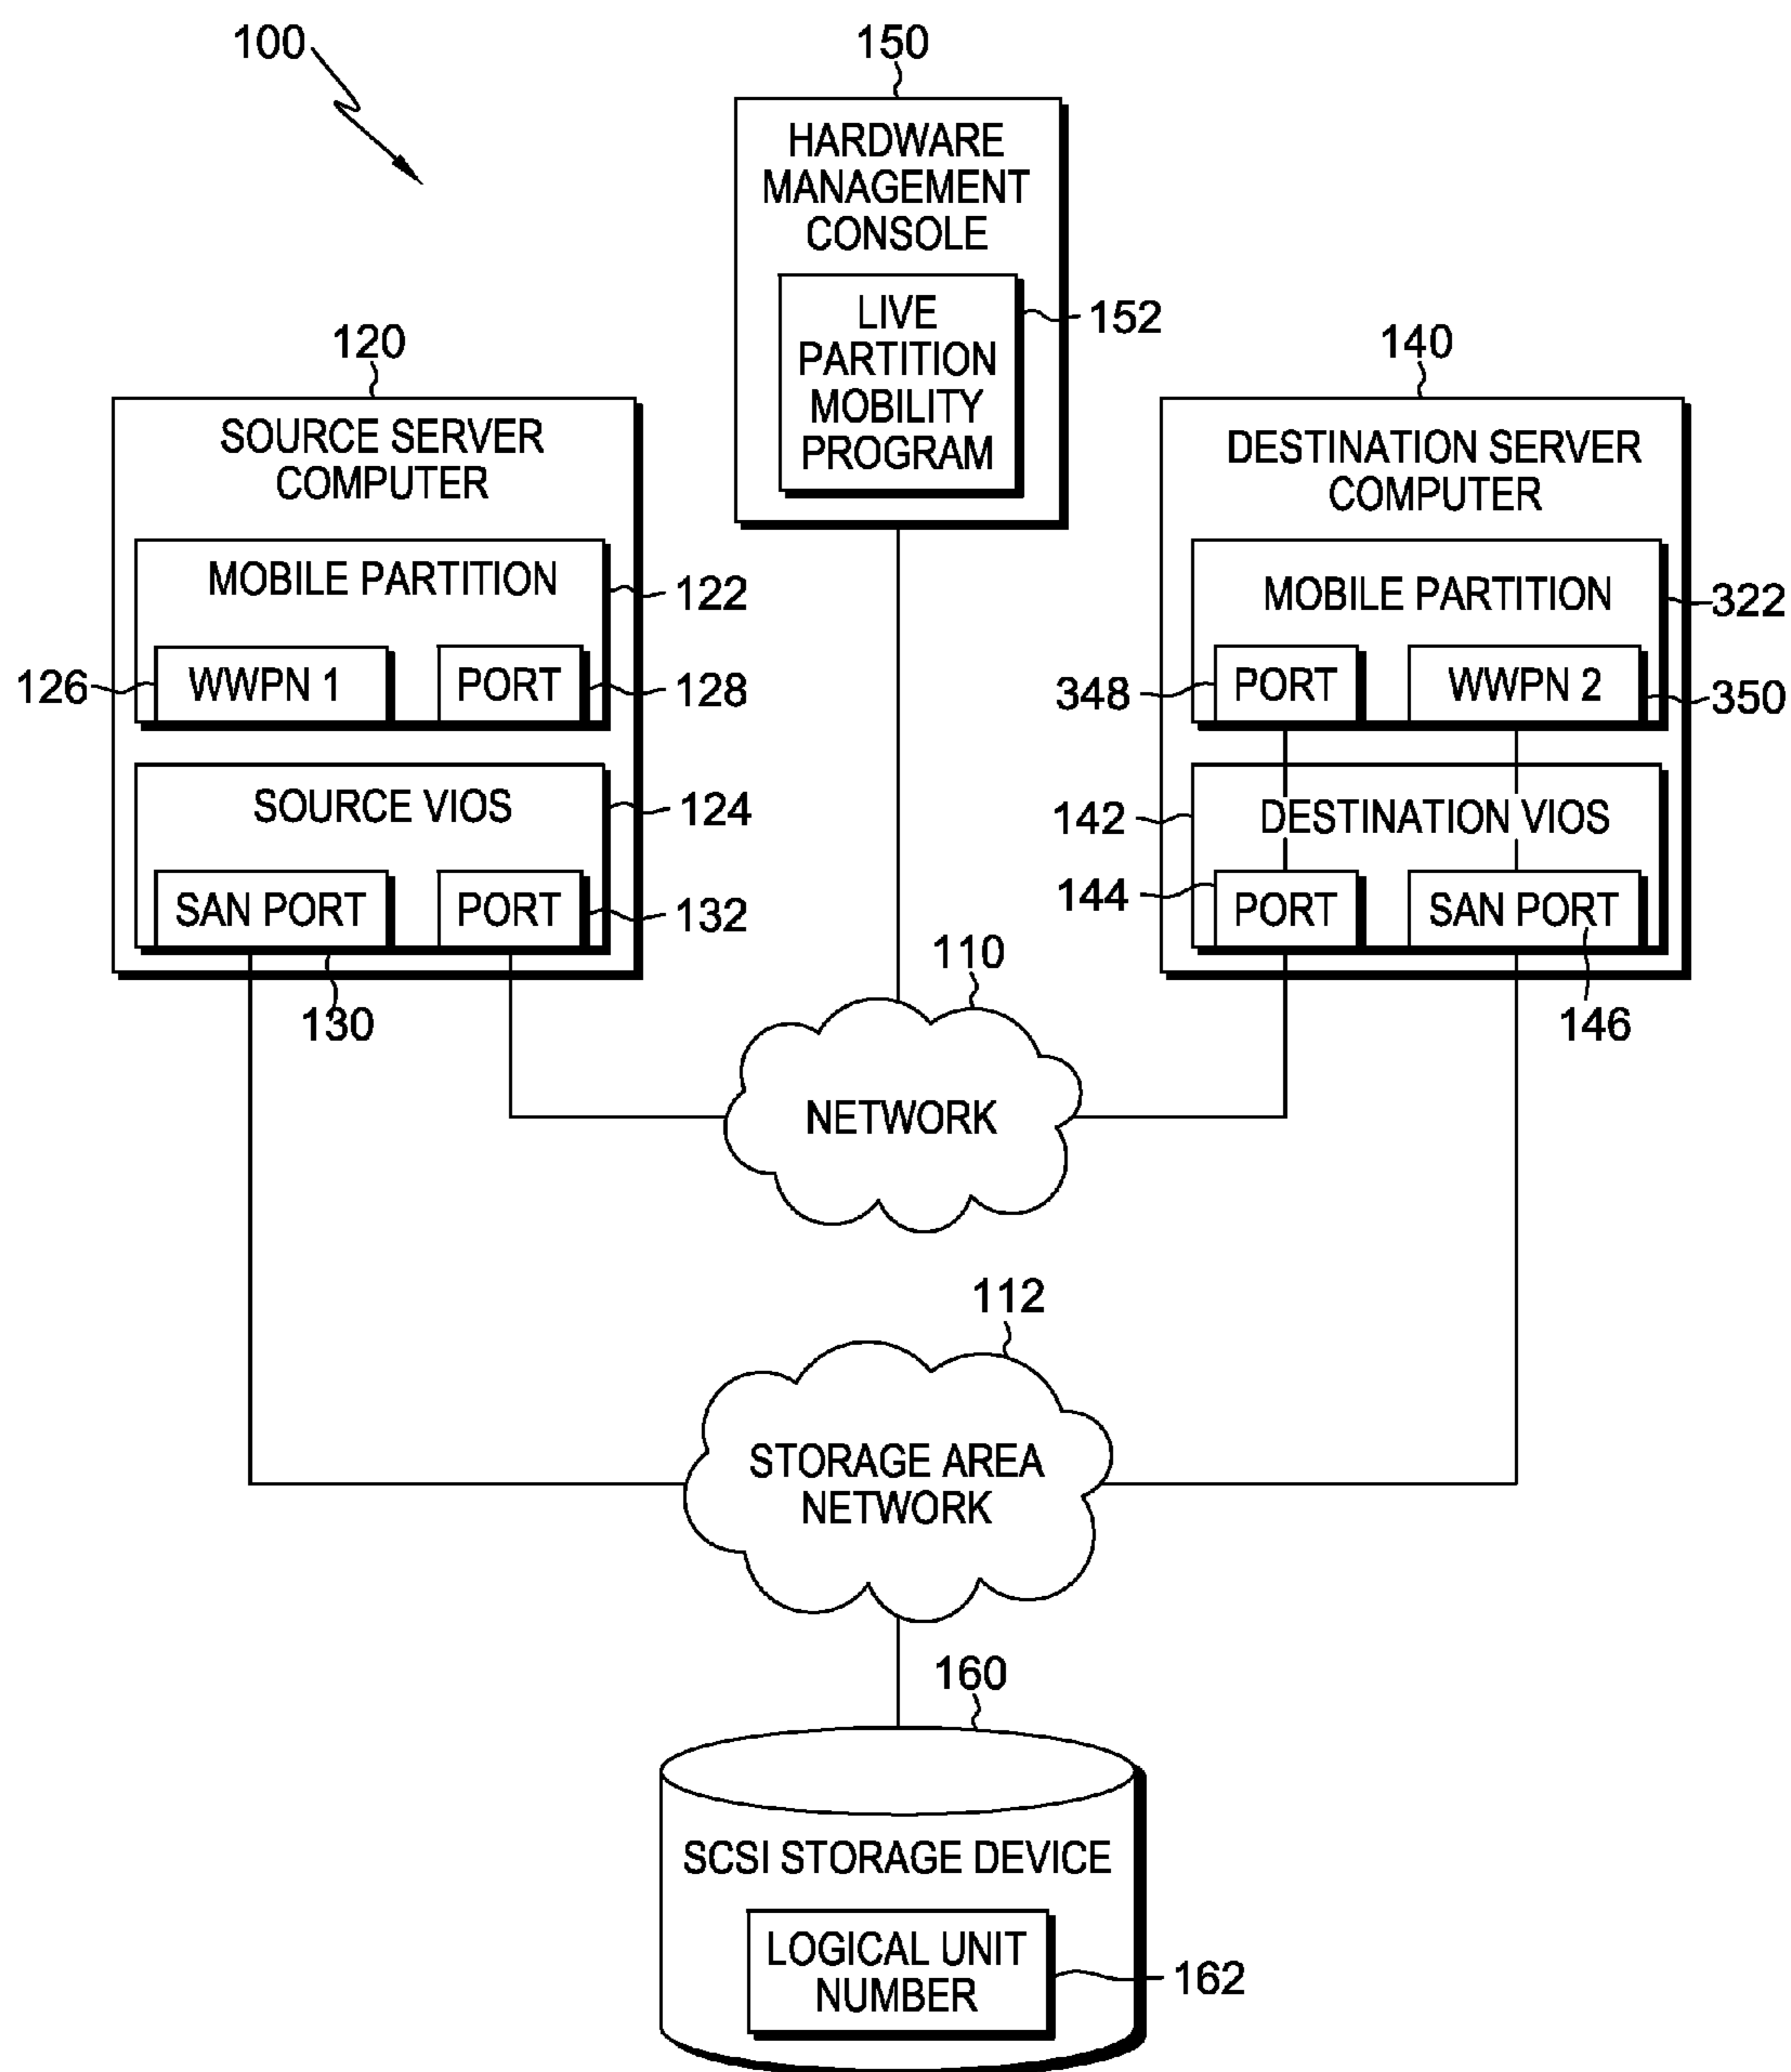 100
150
HARDWARE
MANAGEMENT
CONSOLE
LIVE
PARTITION
MOBILITY
PROGRAM
152
120
SOURCE SERVER
COMPUTER
MOBILE PARTITION
122
126
WWPN 1
PORT
128
SOURCE VIOS
124
SAN PORT
PORT
132
130
140
DESTINATION SERVER
COMPUTER
MOBILE PARTITION
322
348
PORT
WWPN 2
350
142
DESTINATION VIOS
144
PORT
SAN PORT
146
110
NETWORK
112
STORAGE AREA
NETWORK
160
SCSI STORAGE DEVICE
LOGICAL UNIT
NUMBER
162